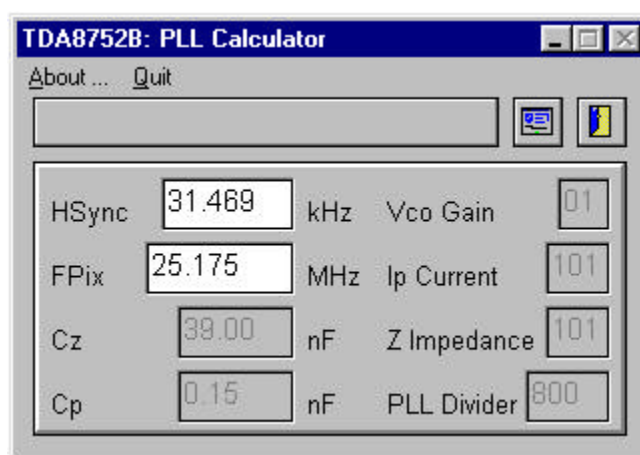 TDA8752B: PLL Calculator
About ... Quit
HSync 31.469 kHz Vco Gain 01
FPix 25.175 MHz Ip Current 101
Cz 39.00 nF Z Impedance 101
Cp 0.15 nF PLL Divider 800